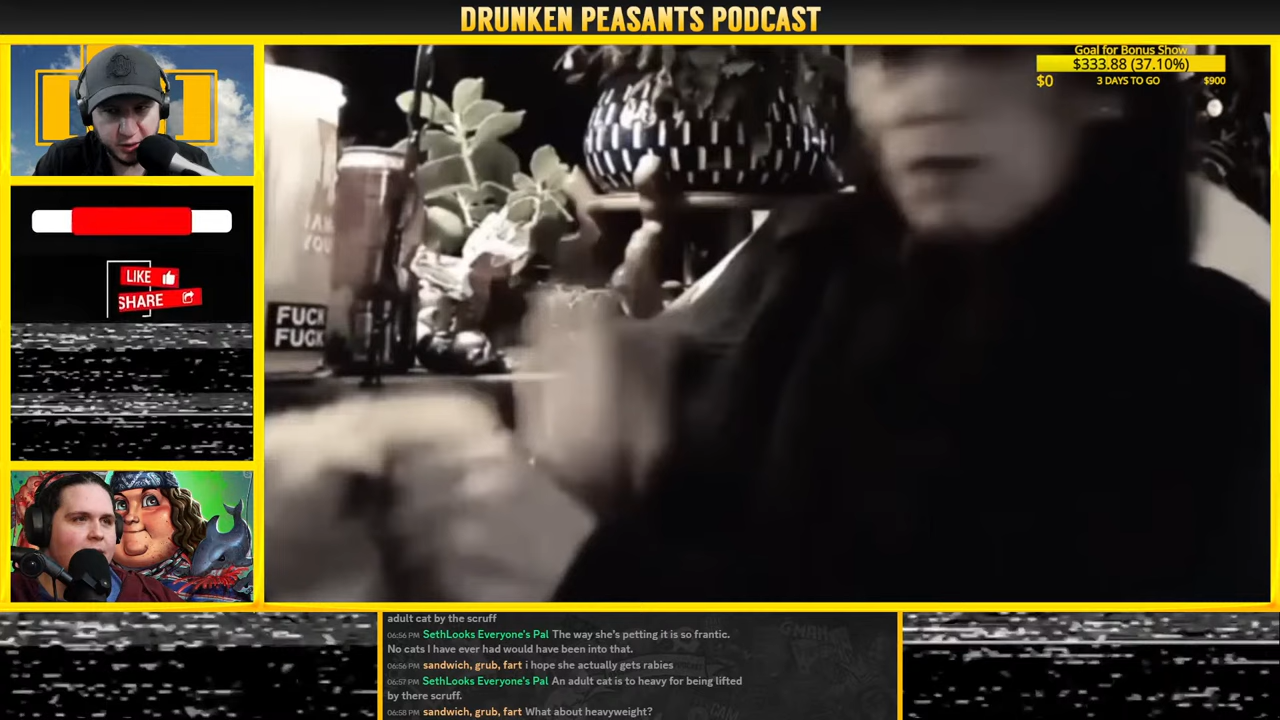 DRUNKEN PEASANTS PODCAST
Goal for Bonus Show
$333.88 (37.10%)
$0
3 DAYS TO GO
$900
LIKE
SHARE
FUCK
FUCK
adult cat by the scruff
06:56 PM SethLooks Everyone's Pal The way she's petting it is so frantic.
No cats I have ever had would have been into that.
06:56 PM sandwich, grub, fart i hope she actually gets rabies
06:57 PM SethLooks Everyone's Pal An adult cat is to heavy for being lifted
by there scruff.
06:58 PM sandwich, grub, fart What about heavyweight?